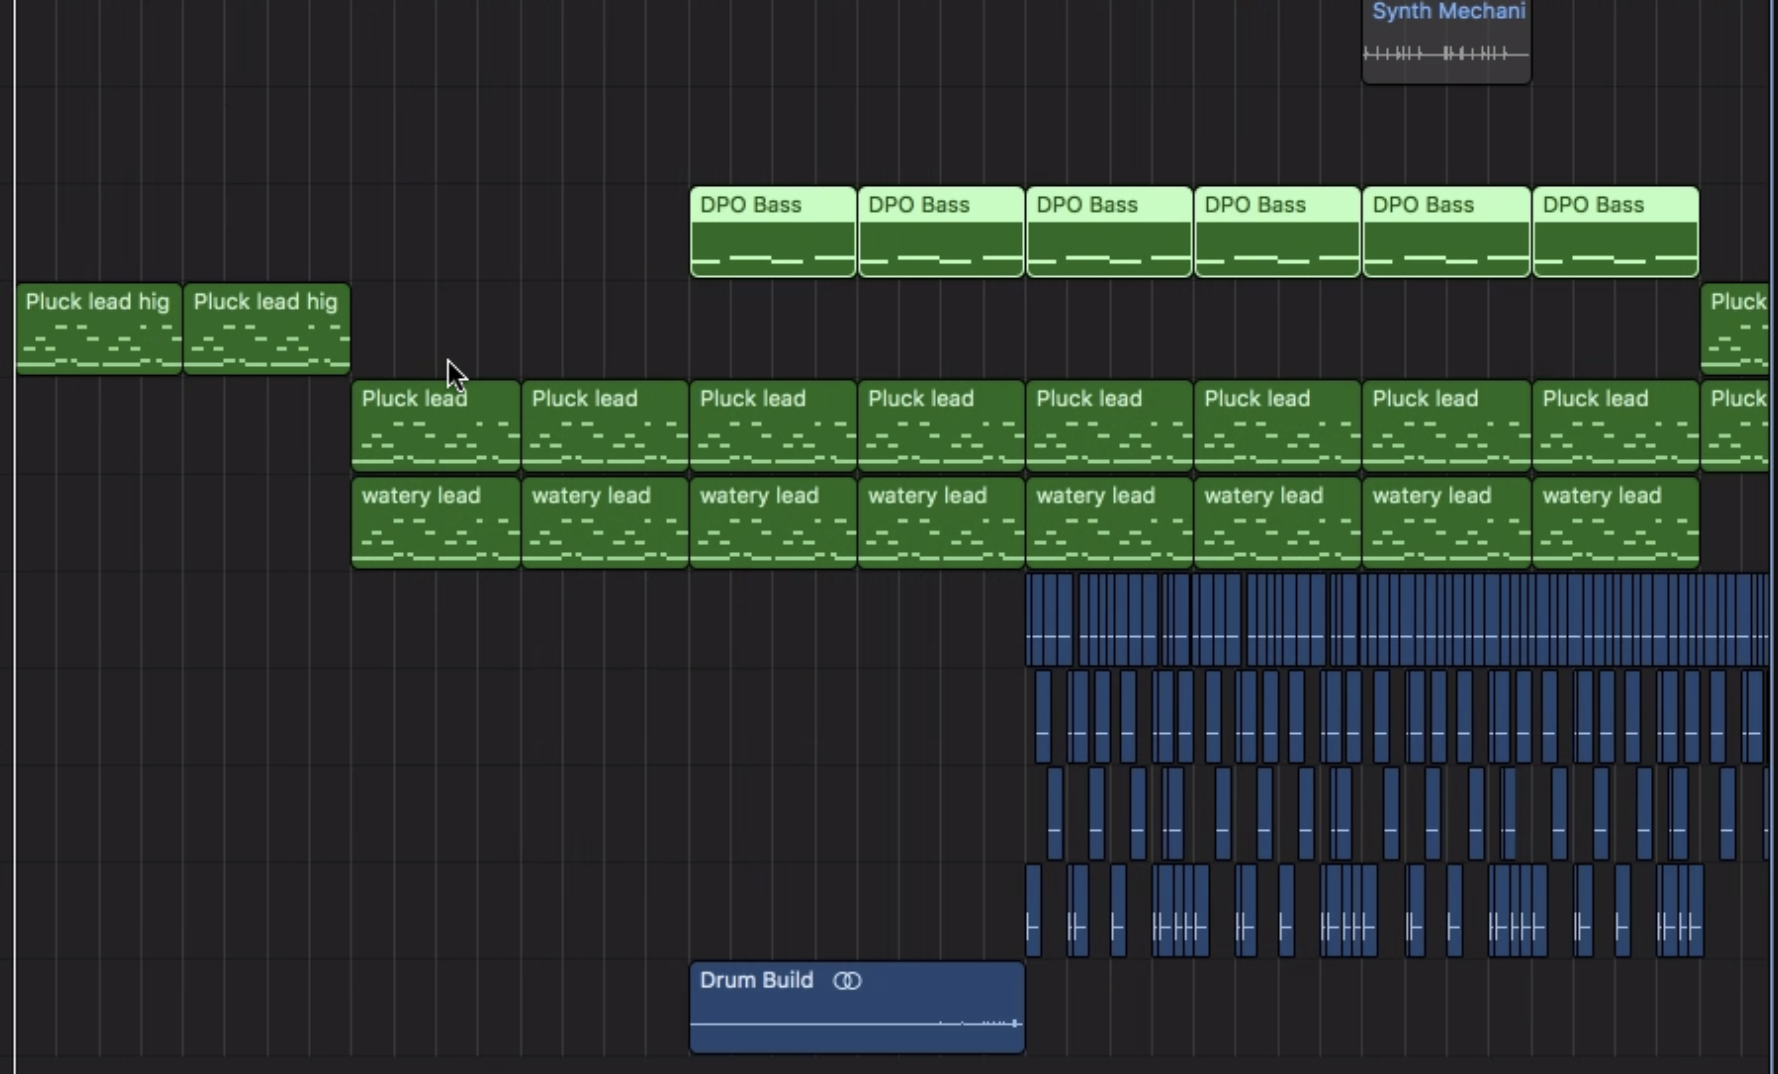 Synth Mechani
DPO Bass DPO Bass DPO Bass DPO Bass DPO Bass DPO Bass
Pluck lead hig Pluck lead hig Pluck
Pluck lead Pluck lead Pluck lead Pluck lead Pluck lead Pluck lead Pluck lead Pluck lead Pluck
watery lead watery lead watery lead watery lead watery lead watery lead watery lead watery lead
Drum Build